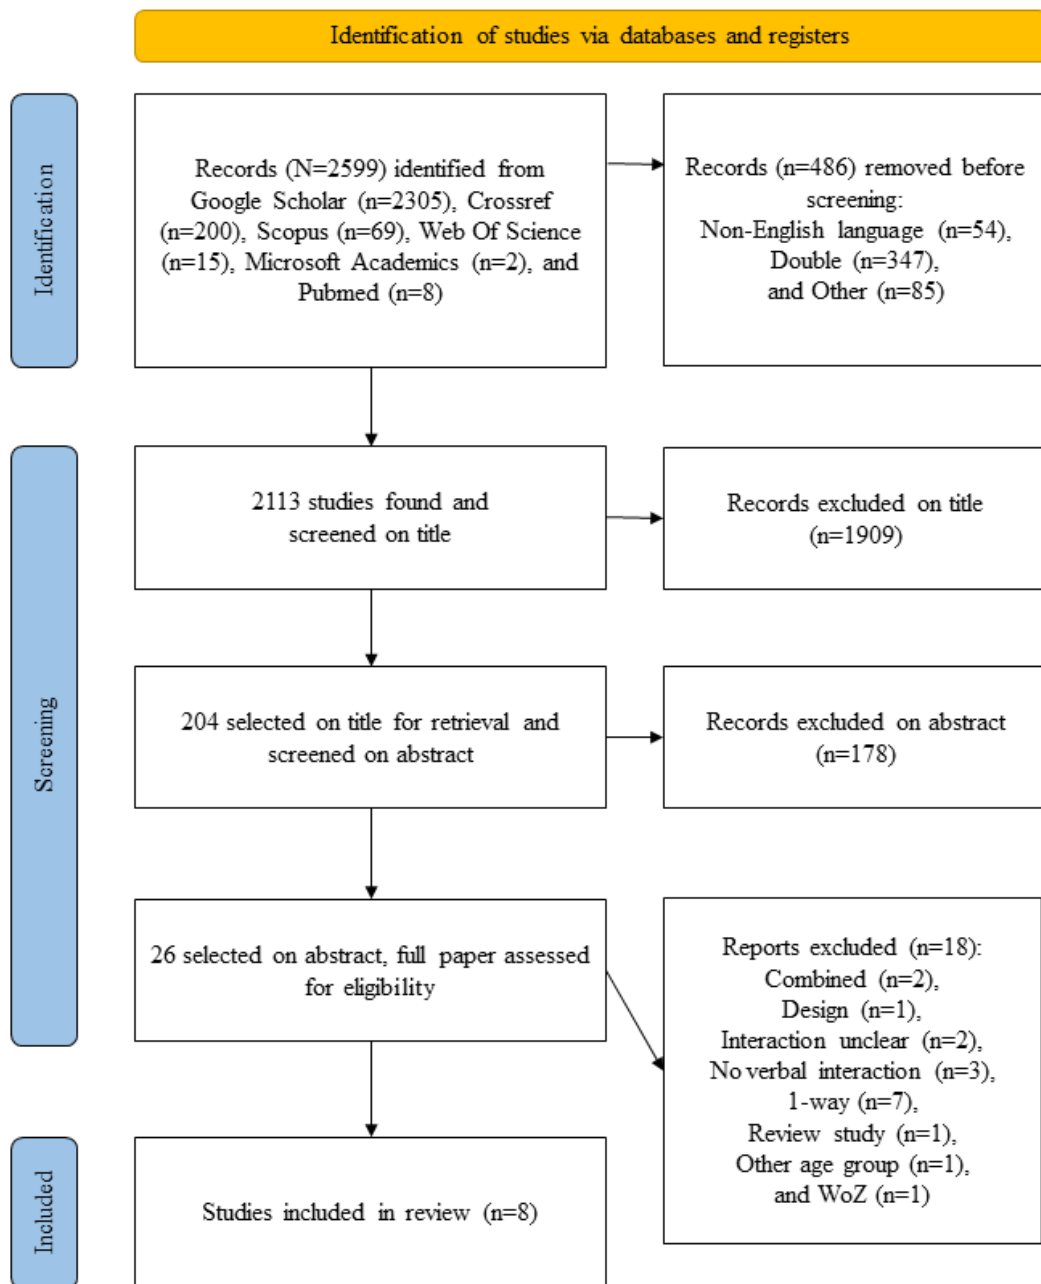 Identification of studies via databases and registers
Identification
Records (N=2599) identified from
Google Scholar (n=2305), Crossref
(n=200), Scopus (n=69), Web Of Science
(n=15), Microsoft Academics (n=2), and
Pubmed (n=8)
Records (n=486) removed before
screening:
Non-English language (n=54),
Double (n=347),
and Other (n=85)
Screening
2113 studies found and
screened on title
Records excluded on title
(n=1909)
204 selected on title for retrieval and
screened on abstract
Records excluded on abstract
(n=178)
26 selected on abstract, full paper assessed
for eligibility
Reports excluded (n=18):
Combined (n=2),
Design (n=1),
Interaction unclear (n=2),
No verbal interaction (n=3),
1-way (n=7),
Review study (n=1),
Other age group (n=1),
and WoZ (n=1)
Included
Studies included in review (n=8)